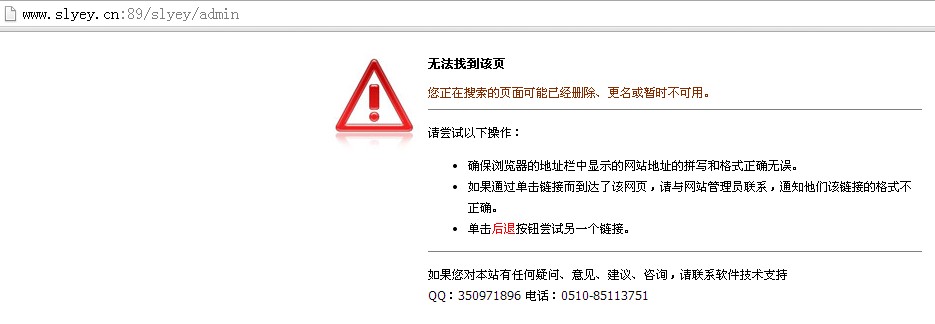 www.slyey.cn:89/slyey/admin
无法找到该页
您正在搜索的页面可能已经删除、更名或暂时不可用。
请尝试以下操作：
确保浏览器的地址栏中显示的网站地址的拼写和格式正确无误。
如果通过单击链接而到达了该网页，请与网站管理员联系，通知他们该链接的格式不
正确。
单击后退按钮尝试另一个链接。
如果您对本站有任何疑问、意见、建议、咨询，请联系软件技术支持
QQ：350971896 电话：0510-85113751